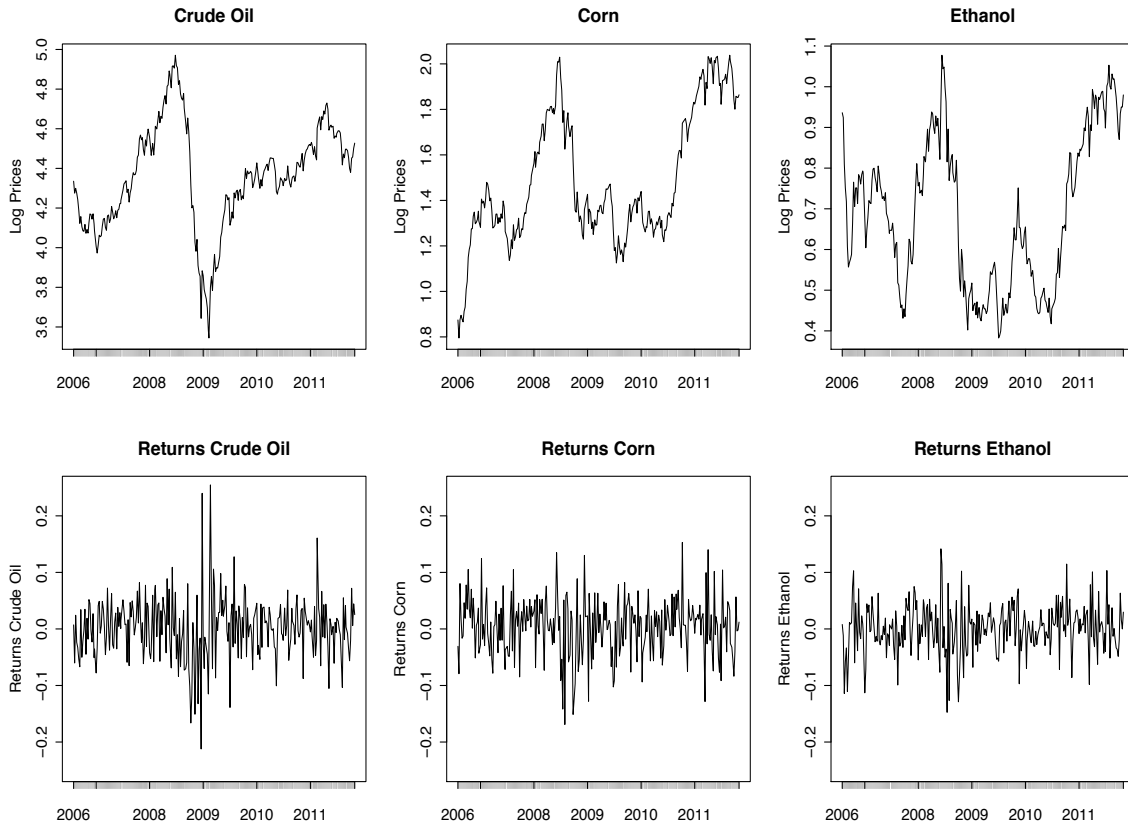 Crude Oil
Log Prices
5.0
4.8
4.6
4.4
4.2
4.0
3.8
3.6
2006 2008 2009 2010 2011
Corn
Log Prices
2.0
1.8
1.6
1.4
1.2
1.0
0.8
2006 2008 2009 2010 2011
Ethanol
Log Prices
1.1
1.0
0.9
0.8
0.7
0.6
0.5
0.4
2006 2008 2009 2010 2011
Returns Crude Oil
Returns Crude Oil
0.2
0.1
0.0
−0.1
−0.2
2006 2008 2009 2010 2011
Returns Corn
Returns Corn
0.2
0.1
0.0
−0.1
−0.2
2006 2008 2009 2010 2011
Returns Ethanol
Returns Ethanol
0.2
0.1
0.0
−0.1
−0.2
2006 2008 2009 2010 2011